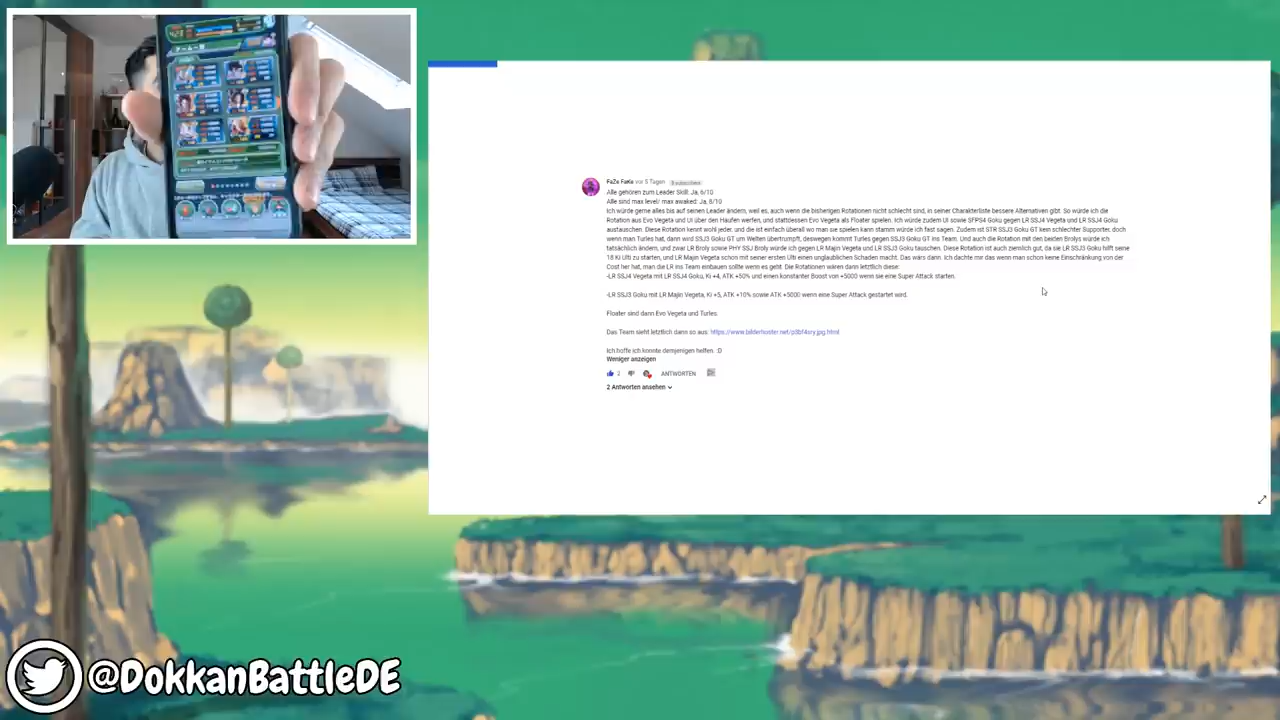 FaZe FaKe vor 5 Tagen
Alle gehören zum Leader Skill: Ja, 6/10
Alle sind max level/ max awaked: Ja, 8/10
Ich würde gerne alles bis auf seinen Leader ändern, weil es, auch wenn die bisherigen Rotationen nicht schlecht sind, in seiner Charakterliste bessere Alternativen gibt. So würde ich die
Rotation aus Evo Vegeta und UI über den Haufen werfen, und stattdessen Evo Vegeta als Floater spielen. Ich würde zudem UI sowie SFPS4 Goku gegen LR SSJ4 Vegeta und LR SSJ4 Goku
austauschen. Diese Rotation kennt wohl jeder, und die ist einfach überall wo man sie spielen kann steinstark würde ich fast sagen. Zudem ist STR SSJ3 Goku GT kein schlechter Supporter, doch
wenn man Turles hat, dann wird SSJ3 Goku GT um Welten übertrumpft, deswegen kommt Turles gegen SSJ3 Goku GT ins Team. Und auch die Rotation mit den beiden Brolys würde ich
tatsächlich ändern, und zwar LR Broly sowie PHY SSJ Broly würde ich gegen LR Majin Vegeta und LR SSJ3 Goku tauschen. Diese Rotation ist auch ziemlich gut, da sie LR SSJ3 Goku hilft seine
18 Ki Ulti zu starten, und LR Majin Vegeta schon mit seiner ersten Ulti einen unglaublichen Schaden macht. Das wärs dann. Ich dachte mir das wenn man schon keine Einschränkung von der
Cost her hat, man die LR ins Team einbauen sollte wenn es geht. Die Rotationen wären dann letztlich diese:
-LR SSJ4 Vegeta mit LR SSJ4 Goku, Ki +4, ATK +50% und einen konstanter Boost von +5000 wenn sie eine Super Attack starten.
-LR SSJ3 Goku mit LR Majin Vegeta, Ki +5, ATK +10% sowie ATK +5000 wenn eine Super Attack gestartet wird.
Floater sind dann Evo Vegeta und Turles.
Das Team sieht letztlich dann so aus:
Ich hoffe ich konnte demjenigen helfen. :D
Weniger anzeigen
2 ANTWORTEN
2 Antworten ansehen
@DokkanBattleDE